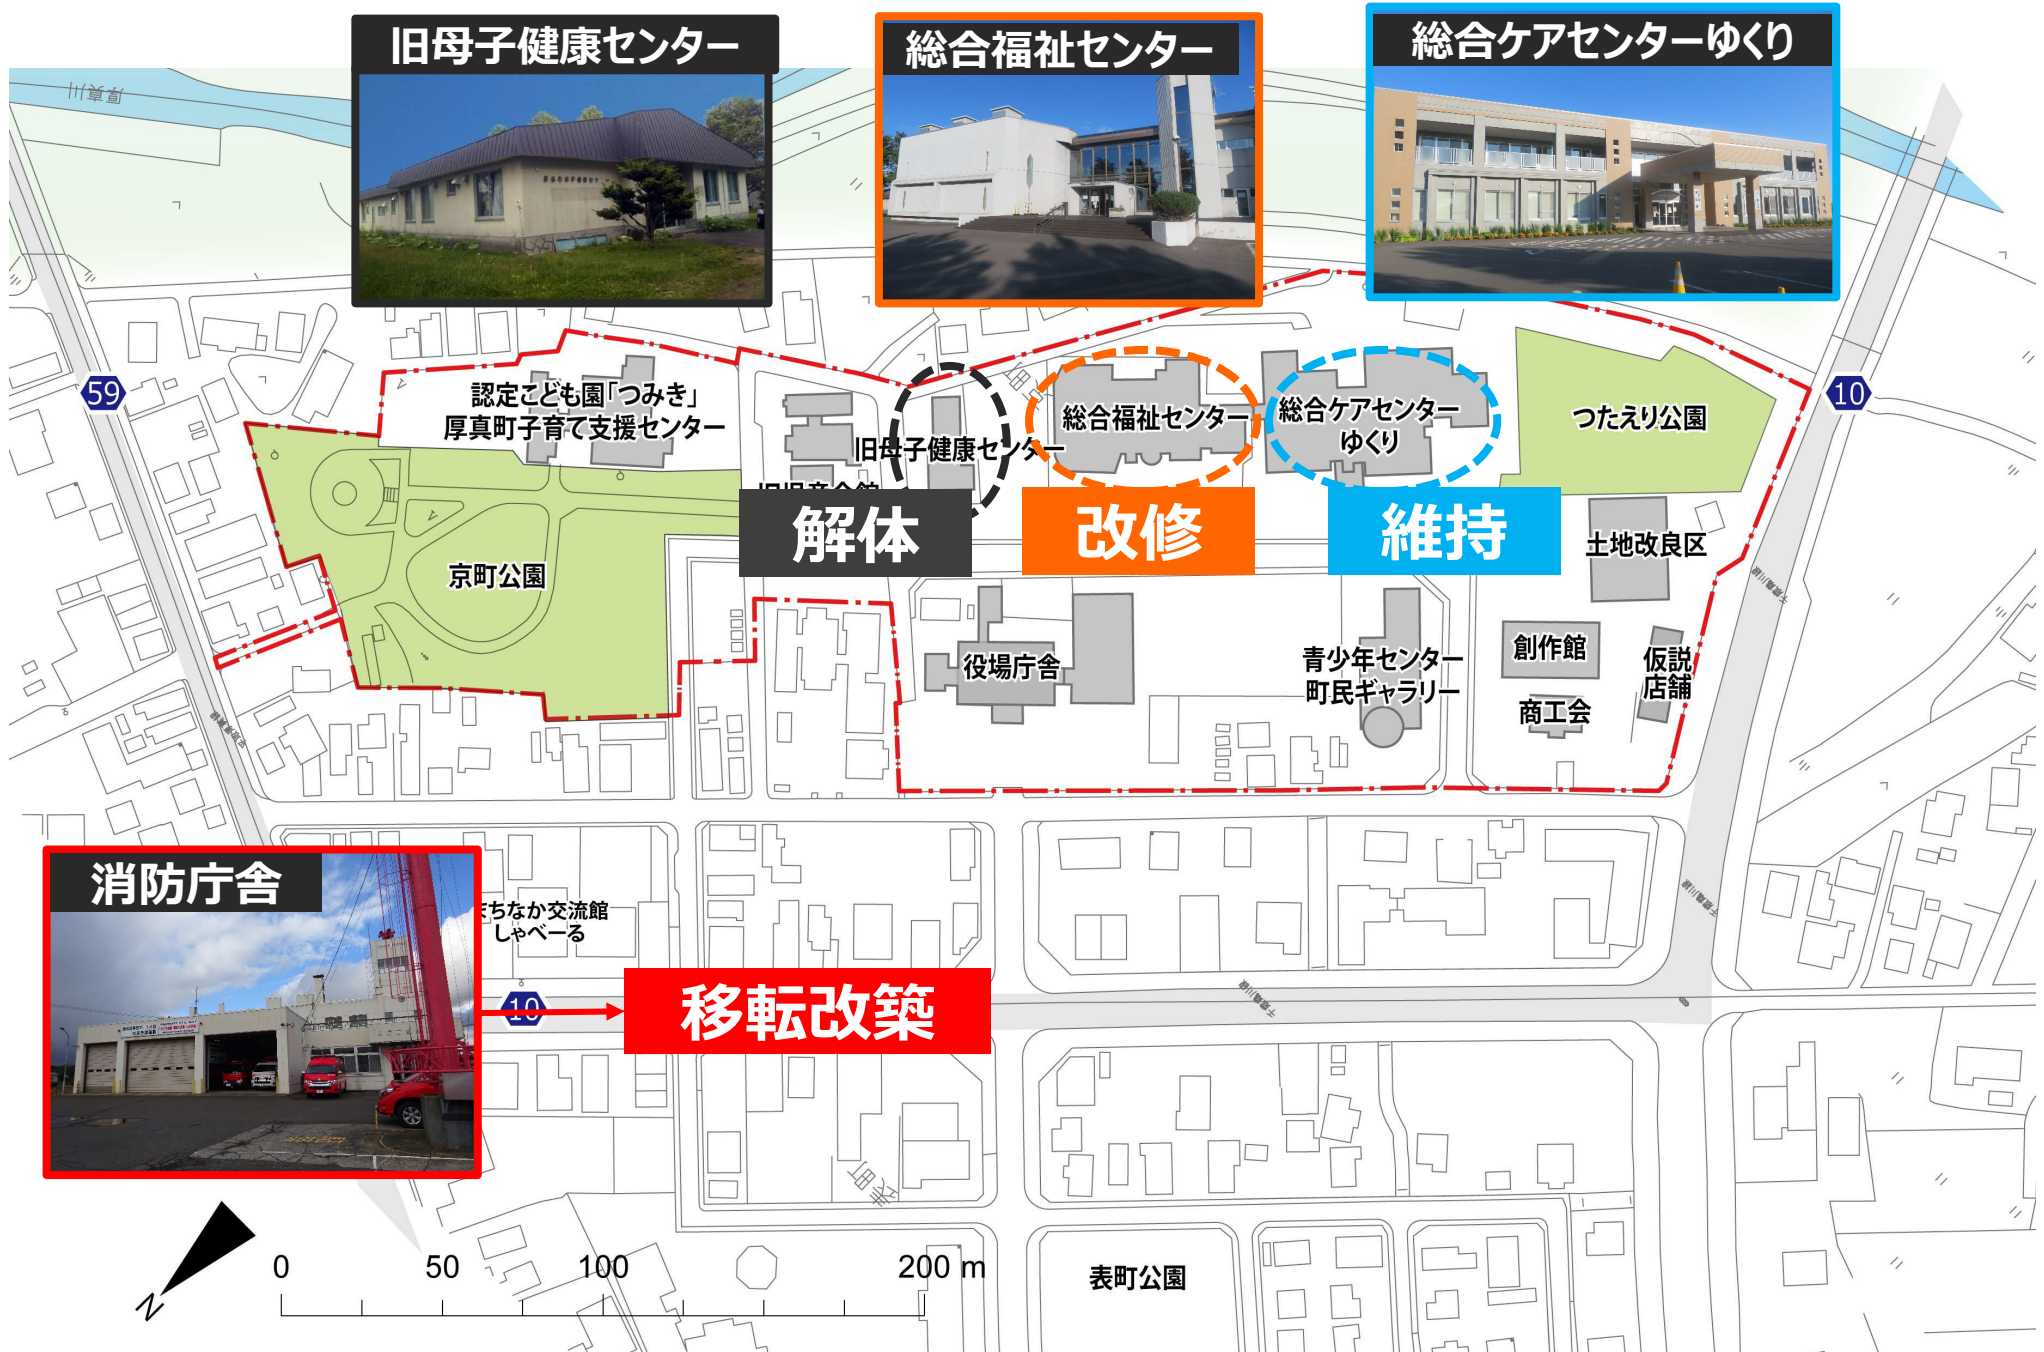 旧母子健康センター
総合福祉センター
総合ケアセンターゆくり
厚真川
59
10
認定こども園「つみき」
厚真町子育て支援センター
旧母子健康センター
総合福祉センター
総合ケアセンター
ゆくり
つたえり公園
解体
改修
維持
京町公園
土地改良区
役場庁舎
青少年センター
町民ギャラリー
創作館
商工会
仮説
店舗
消防庁舎
まちなか交流館
しゃべーる
10
移転改築
表町公園
0
50
100
200 m
N